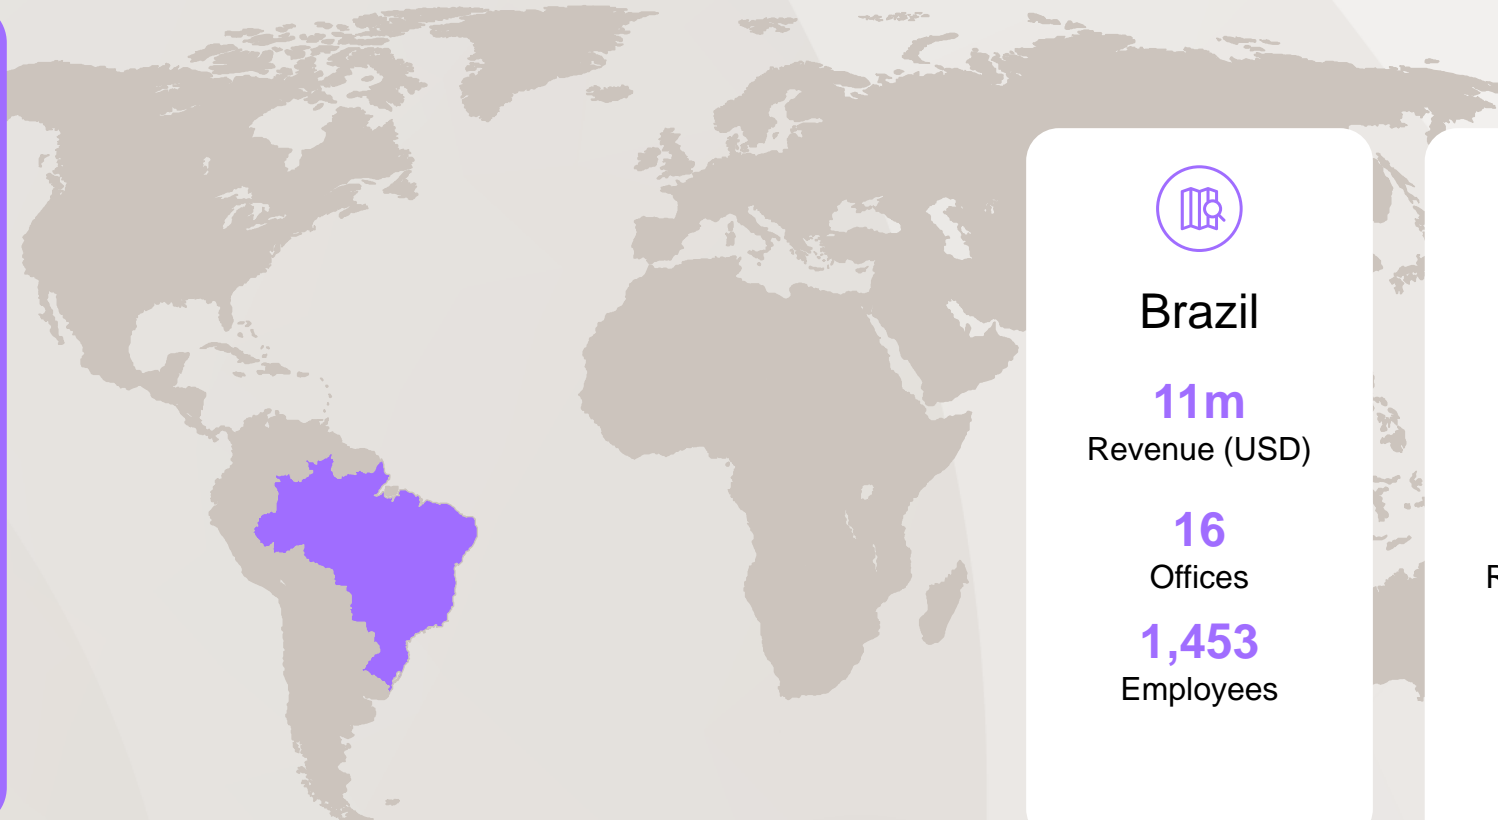 Brazil
11m
Revenue (USD)
16
Offices
1,453
Employees